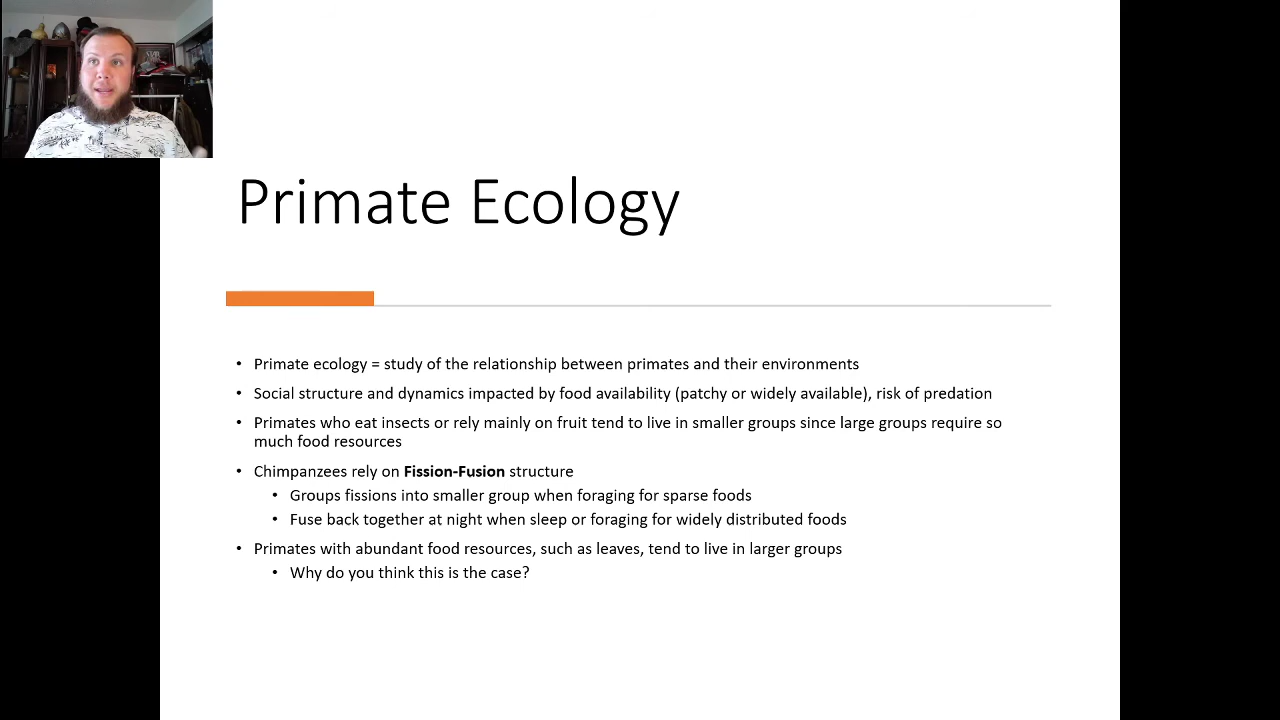 Primate Ecology
• Primate ecology = study of the relationship between primates and their environments
• Social structure and dynamics impacted by food availability (patchy or widely available), risk of predation
• Primates who eat insects or rely mainly on fruit tend to live in smaller groups since large groups require so
much food resources
• Chimpanzees rely on Fission-Fusion structure
• Groups fissions into smaller group when foraging for sparse foods
• Fuse back together at night when sleep or foraging for widely distributed foods
• Primates with abundant food resources, such as leaves, tend to live in larger groups
• Why do you think this is the case?